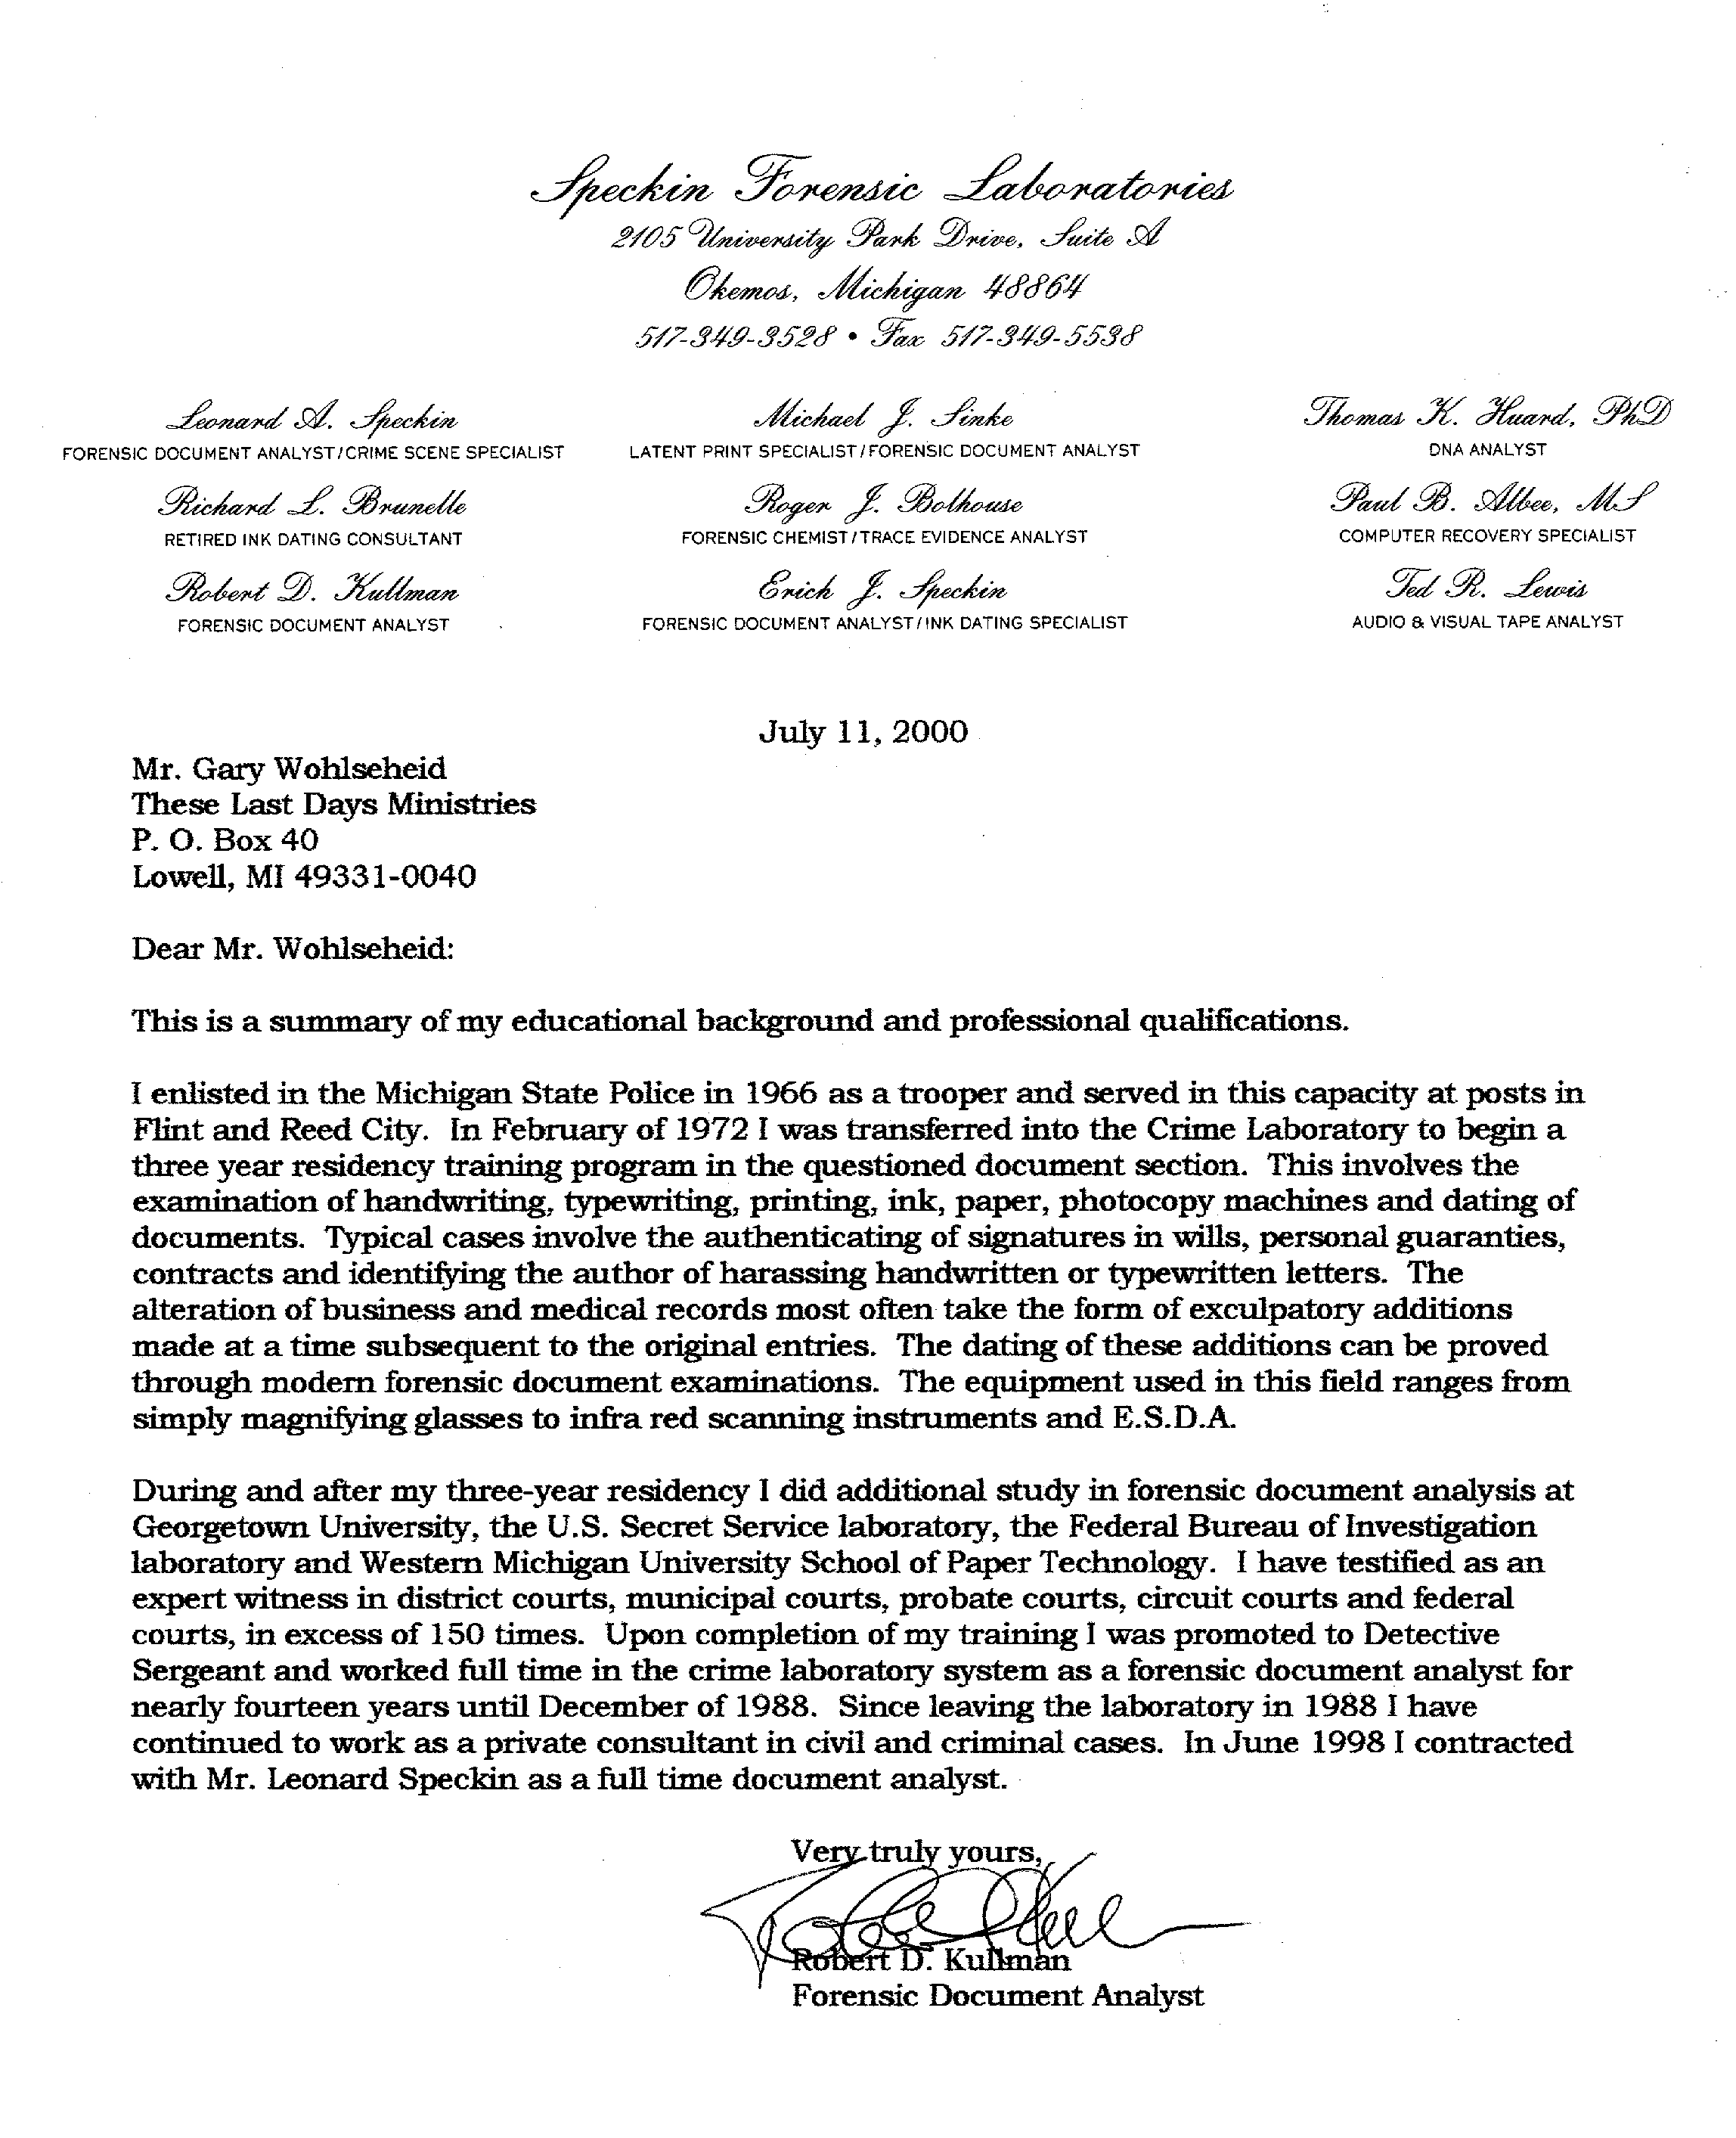 Speckin Forensic Laboratories
2105 University Park Drive, Suite A
Okemos, Michigan 48864
517-349-3528 • Fax 517-349-5538
Leonard A. Speckin
FORENSIC DOCUMENT ANALYST/CRIME SCENE SPECIALIST
Michael J. Sinke
LATENT PRINT SPECIALIST/FORENSIC DOCUMENT ANALYST
Thomas K. Huard, PhD
DNA ANALYST
Richard L. Brunelle
RETIRED INK DATING CONSULTANT
Roger J. Bolhouse
FORENSIC CHEMIST/TRACE EVIDENCE ANALYST
Paul B. Albee, MS
COMPUTER RECOVERY SPECIALIST
Robert D. Kullman
FORENSIC DOCUMENT ANALYST
Erich J. Speckin
FORENSIC DOCUMENT ANALYST/INK DATING SPECIALIST
Ted R. Lewis
AUDIO & VISUAL TAPE ANALYST
July 11, 2000
Mr. Gary Wohlseheid
These Last Days Ministries
P. O. Box 40
Lowell, MI 49331-0040
Dear Mr. Wohlseheid:
This is a summary of my educational background and professional qualifications.
I enlisted in the Michigan State Police in 1966 as a trooper and served in this capacity at posts in
Flint and Reed City. In February of 1972 I was transferred into the Crime Laboratory to begin a
three year residency training program in the questioned document section. This involves the
examination of handwriting, typewriting, printing, ink, paper, photocopy machines and dating of
documents. Typical cases involve the authenticating of signatures in wills, personal guaranties,
contracts and identifying the author of harassing handwritten or typewritten letters. The
alteration of business and medical records most often take the form of exculpatory additions
made at a time subsequent to the original entries. The dating of these additions can be proved
through modern forensic document examinations. The equipment used in this field ranges from
simply magnifying glasses to infra red scanning instruments and E.S.D.A.
During and after my three-year residency I did additional study in forensic document analysis at
Georgetown University, the U.S. Secret Service laboratory, the Federal Bureau of Investigation
laboratory and Western Michigan University School of Paper Technology. I have testified as an
expert witness in district courts, municipal courts, probate courts, circuit courts and federal
courts, in excess of 150 times. Upon completion of my training I was promoted to Detective
Sergeant and worked full time in the crime laboratory system as a forensic document analyst for
nearly fourteen years until December of 1988. Since leaving the laboratory in 1988 I have
continued to work as a private consultant in civil and criminal cases. In June 1998 I contracted
with Mr. Leonard Speckin as a full time document analyst.
Very truly yours,
Robert D. Kullman
Forensic Document Analyst